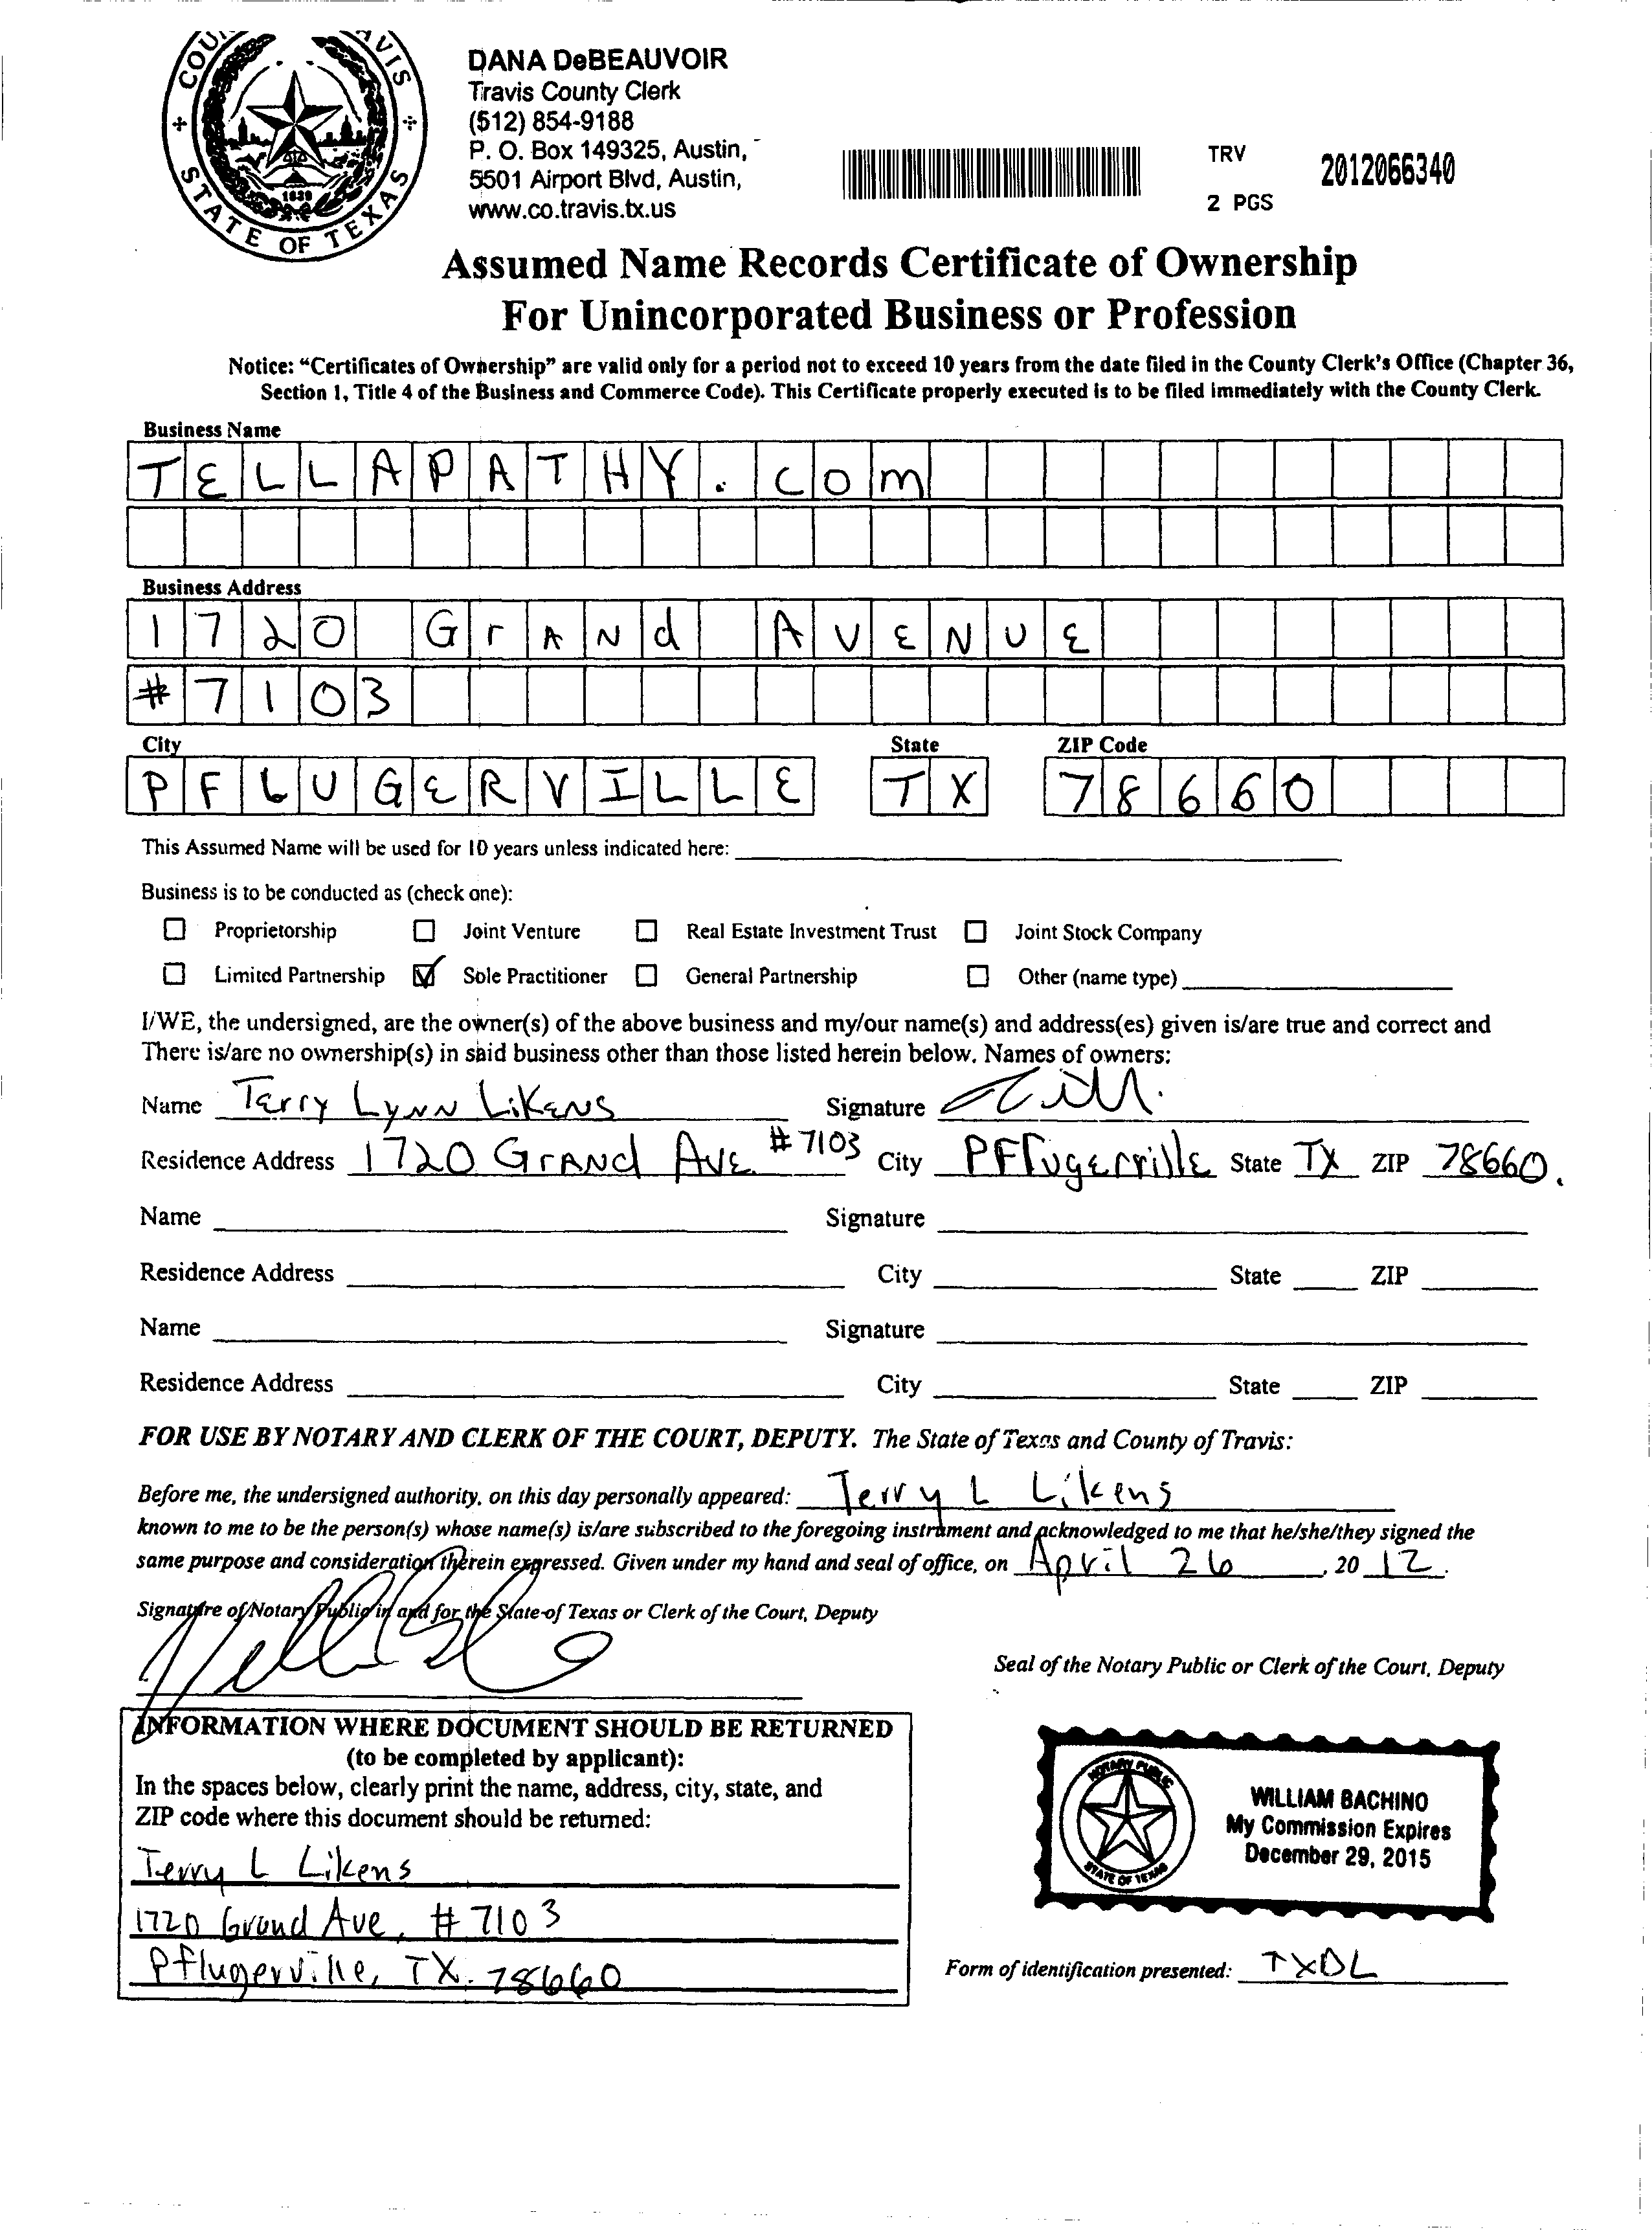 COU AVIS
STATE OF TEXAS
1839
DANA DeBEAUVOIR
Travis County Clerk
(512) 854-9188
P. O. Box 149325, Austin,
5501 Airport Blvd, Austin,
www.co.travis.tx.us
TRV 2012066340
2 PGS
Assumed Name Records Certificate of Ownership
For Unincorporated Business or Profession
Notice: “Certificates of Ownership” are valid only for a period not to exceed 10 years from the date filed in the County Clerk's Office (Chapter 36,
Section 1, Title 4 of the Business and Commerce Code). This Certificate properly executed is to be filed immediately with the County Clerk.
Business Name
TELLAPATHY.COM
Business Address
1720 GrANd AVENUE
#7103
City State ZIP Code
PFLUGERVILLE TX 78660
This Assumed Name will be used for 10 years unless indicated here:
Business is to be conducted as (check one):
☐ Proprietorship ☐ Joint Venture ☐ Real Estate Investment Trust ☐ Joint Stock Company
☐ Limited Partnership ☑ Sole Practitioner ☐ General Partnership ☐ Other (name type)
I/WE, the undersigned, are the owner(s) of the above business and my/our name(s) and address(es) given is/are true and correct and
There is/are no ownership(s) in said business other than those listed herein below. Names of owners:
Name Terry Lynn Likens Signature
Residence Address 1720 Grand Ave #7103 City Pflugerville State TX ZIP 78660.
Name Signature
Residence Address City State ZIP
Name Signature
Residence Address City State ZIP
FOR USE BY NOTARY AND CLERK OF THE COURT, DEPUTY. The State of Texas and County of Travis:
Before me, the undersigned authority, on this day personally appeared: Terry L Likens
known to me to be the person(s) whose name(s) is/are subscribed to the foregoing instrument and acknowledged to me that he/she/they signed the
same purpose and consideration therein expressed. Given under my hand and seal of office, on April 26, 20 12.
Signature of Notary Public in and for the State of Texas or Clerk of the Court, Deputy
Seal of the Notary Public or Clerk of the Court, Deputy
INFORMATION WHERE DOCUMENT SHOULD BE RETURNED
(to be completed by applicant):
In the spaces below, clearly print the name, address, city, state, and
ZIP code where this document should be returned:
Terry L Likens
1720 Grand Ave, #7103
Pflugerville, TX. 78660
NOTARY PUBLIC
STATE OF TEXAS
WILLIAM BACHINO
My Commission Expires
December 29, 2015
Form of identification presented: TXDL